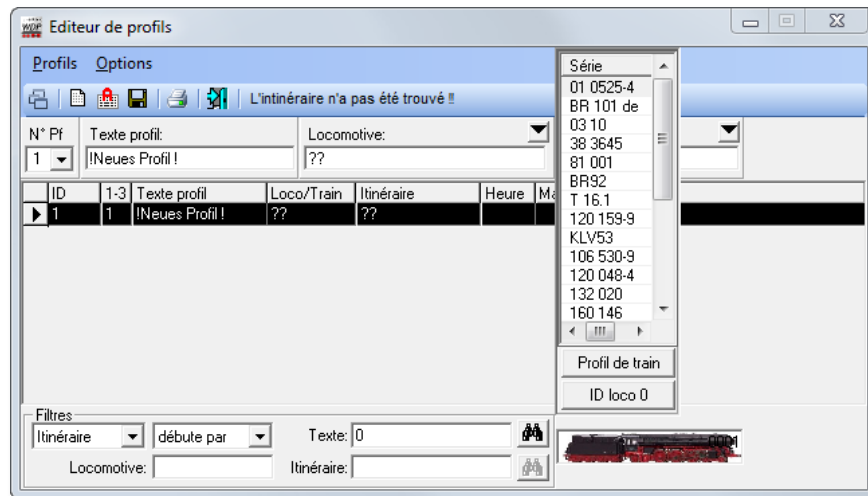 WDP Editeur de profils
Profils Options
L'intinéraire n'a pas été trouvé !!
N° Pf Texte profil: Locomotive:
1 !Neues Profil ! ??
ID 1-3 Texte profil Loco/Train Itinéraire Heure
1 1 !Neues Profil ! ?? ??
Série
01 0525-4
BR 101 de
03 10
38 3645
81 001
BR92
T 16.1
120 159-9
KLV53
106 530-9
120 048-4
132 020
160 146
Profil de train
ID loco 0
Filtres
Itinéraire débute par Texte: 0
Locomotive: Itinéraire:
0001